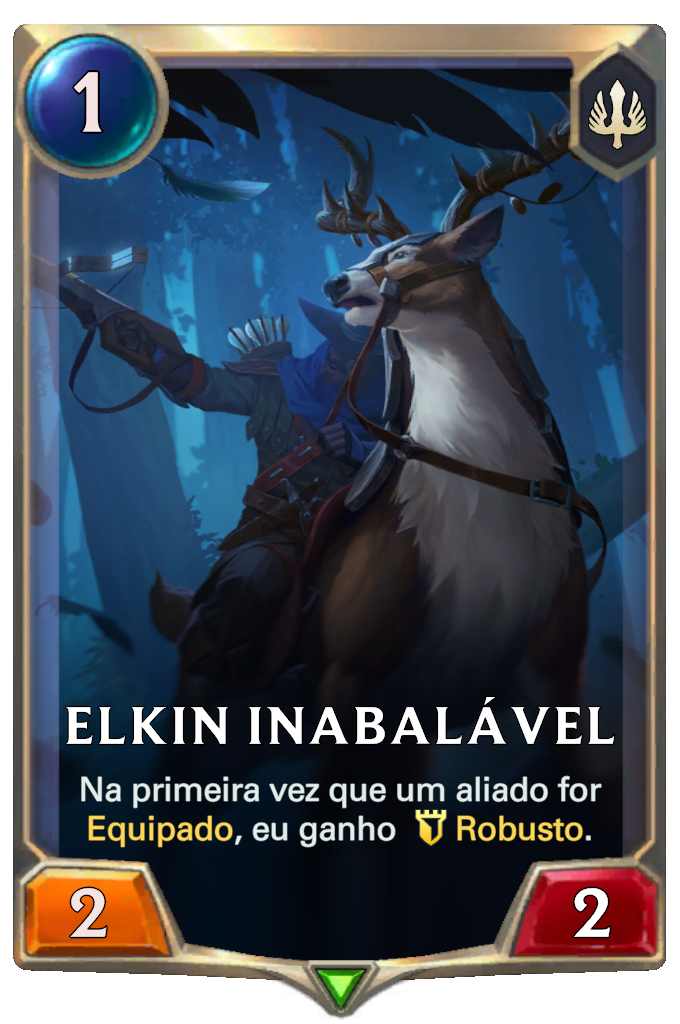 1
ELKIN INABALÁVEL
Na primeira vez que um aliado for
Equipado, eu ganho Robusto.
2
2